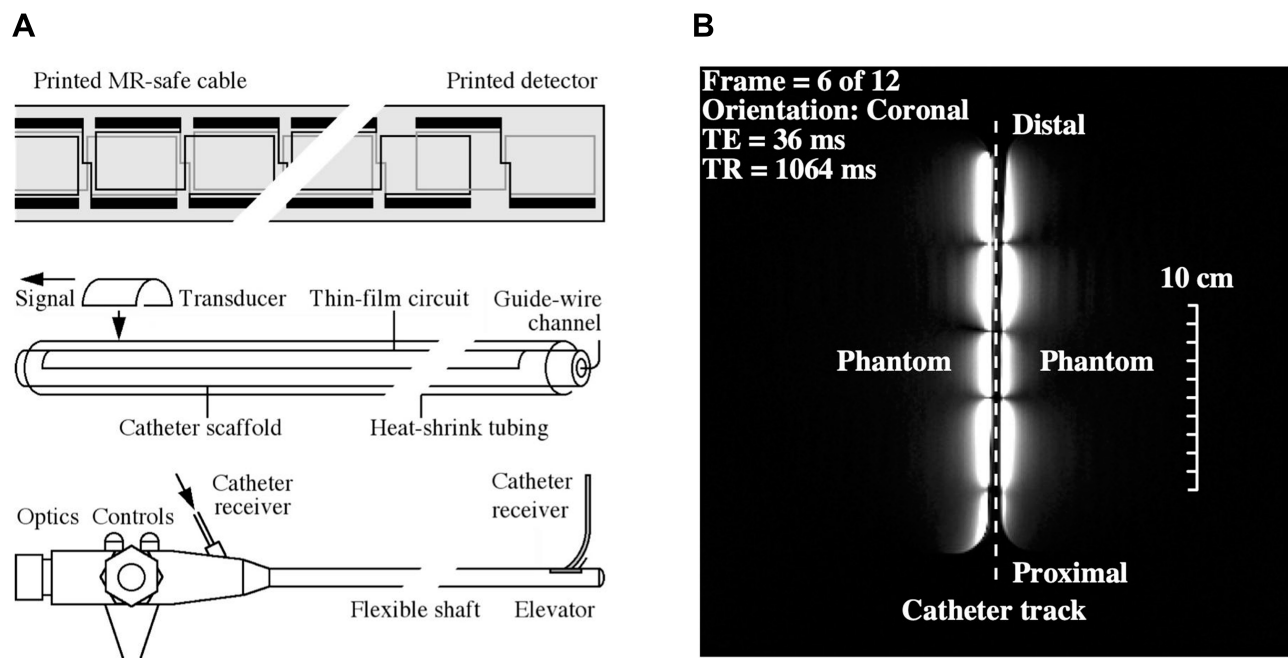 A
Printed MR-safe cable
Printed detector
Signal
Transducer
Thin-film circuit
Guide-wire
channel
Catheter scaffold
Heat-shrink tubing
Optics
Controls
Catheter
receiver
Catheter
receiver
Flexible shaft
Elevator
B
Frame = 6 of 12
Orientation: Coronal
TE = 36 ms
TR = 1064 ms
Distal
10 cm
Phantom
Phantom
Proximal
Catheter track